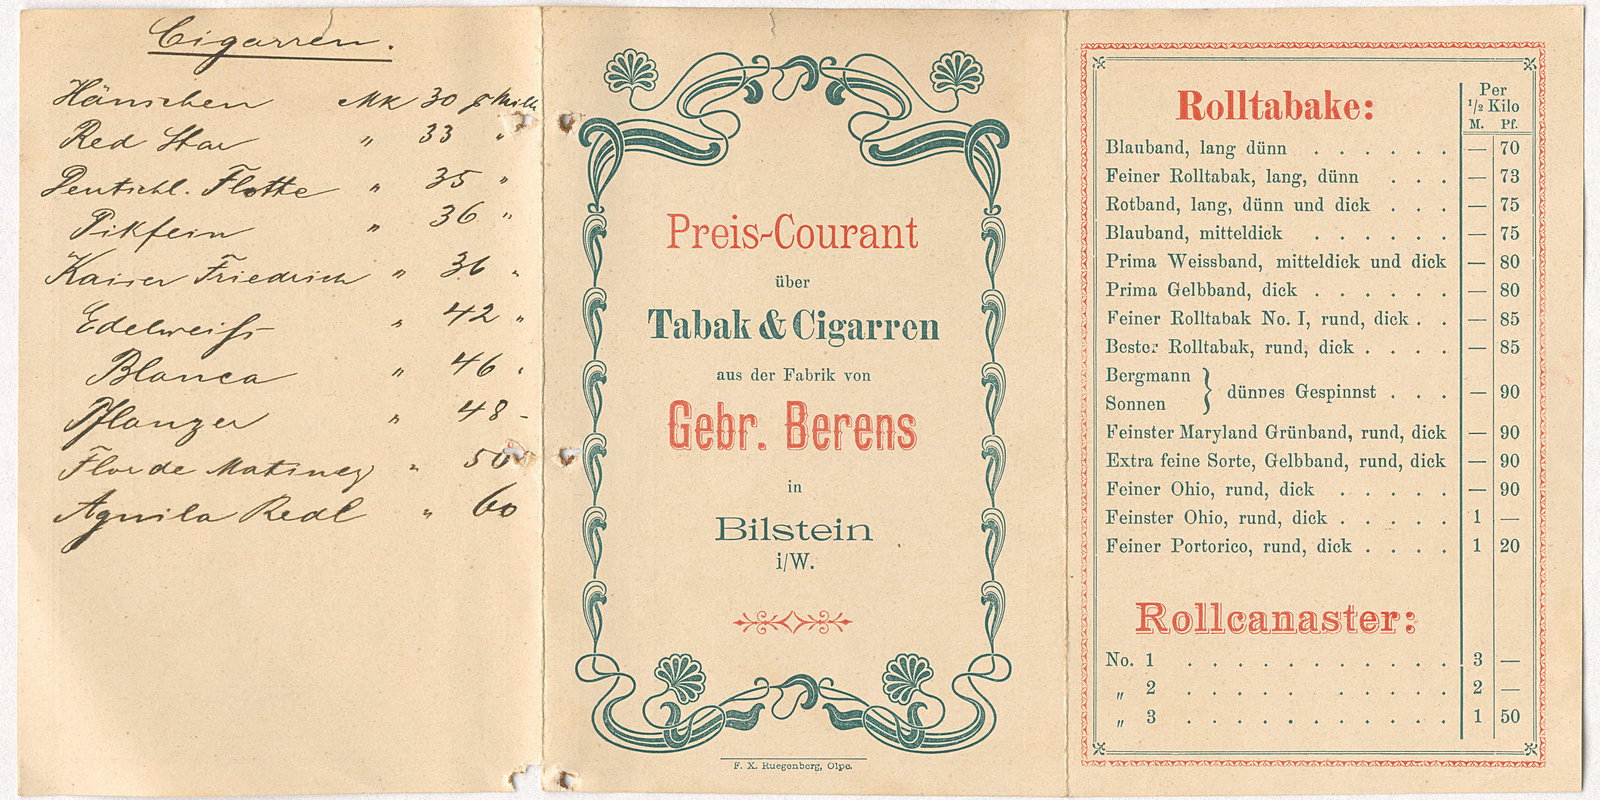 Cigarren.
Hänschen Mk 30 p Mille
Red Star " 33 "
Deutschl. Flotte " 35 "
Pikfein " 36 "
Kaiser Friedrich " 36 "
Edelweiß " 42 "
Blanca " 46 "
Pflanzer " 48 -
Flor de Matinez " 50
Aguila Real " 60
Preis-Courant
über
Tabak & Cigarren
aus der Fabrik von
Gebr. Berens
in
Bilstein
i/W.
F. X. Ruegenberg, Olpe.
Rolltabake:
Per
1/2 Kilo
M. Pf.
Blauband, lang dünn . . . . . . — 70
Feiner Rolltabak, lang, dünn . . . — 73
Rotband, lang, dünn und dick . . . — 75
Blauband, mitteldick . . . . . . — 75
Prima Weissband, mitteldick und dick — 80
Prima Gelbband, dick . . . . . . — 80
Feiner Rolltabak No. I, rund, dick . . — 85
Bester Rolltabak, rund, dick . . . . — 85
Bergmann
Sonnen } dünnes Gespinnst . . . — 90
Feinster Maryland Grünband, rund, dick — 90
Extra feine Sorte, Gelbband, rund, dick — 90
Feiner Ohio, rund, dick . . . . . — 90
Feinster Ohio, rund, dick . . . . . 1 —
Feiner Portorico, rund, dick . . . . 1 20
Rollcanaster:
No. 1 . . . . . . . . . . . 3 —
" 2 . . . . . . . . . . 2 —
" 3 . . . . . . . . . . . 1 50